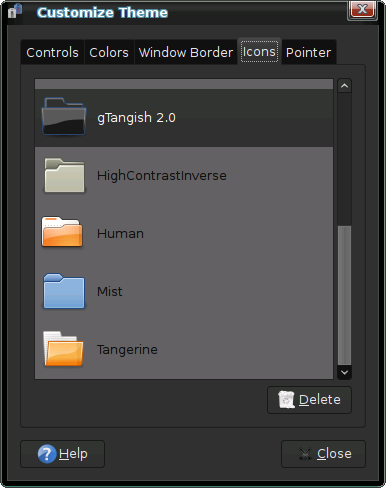 Customize Theme
Controls Colors Window Border Icons Pointer
gTangish 2.0
HighContrastInverse
Human
Mist
Tangerine
Delete
Help Close